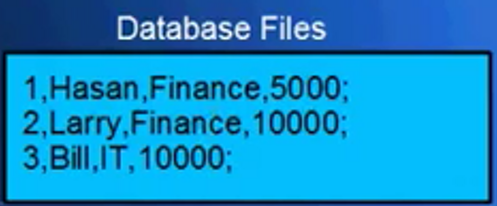 Database Files
1,Hasan,Finance,5000;
2,Larry,Finance,10000;
3,Bill,IT,10000;